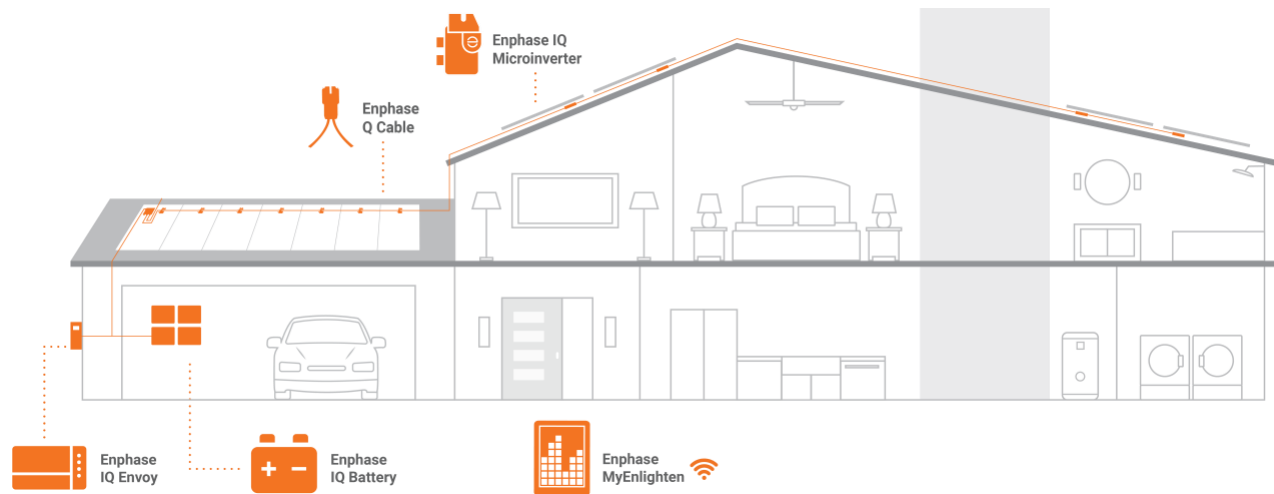 Enphase IQ
Microinverter
Enphase
Q Cable
Enphase
IQ Envoy
Enphase
IQ Battery
Enphase
MyEnlighten